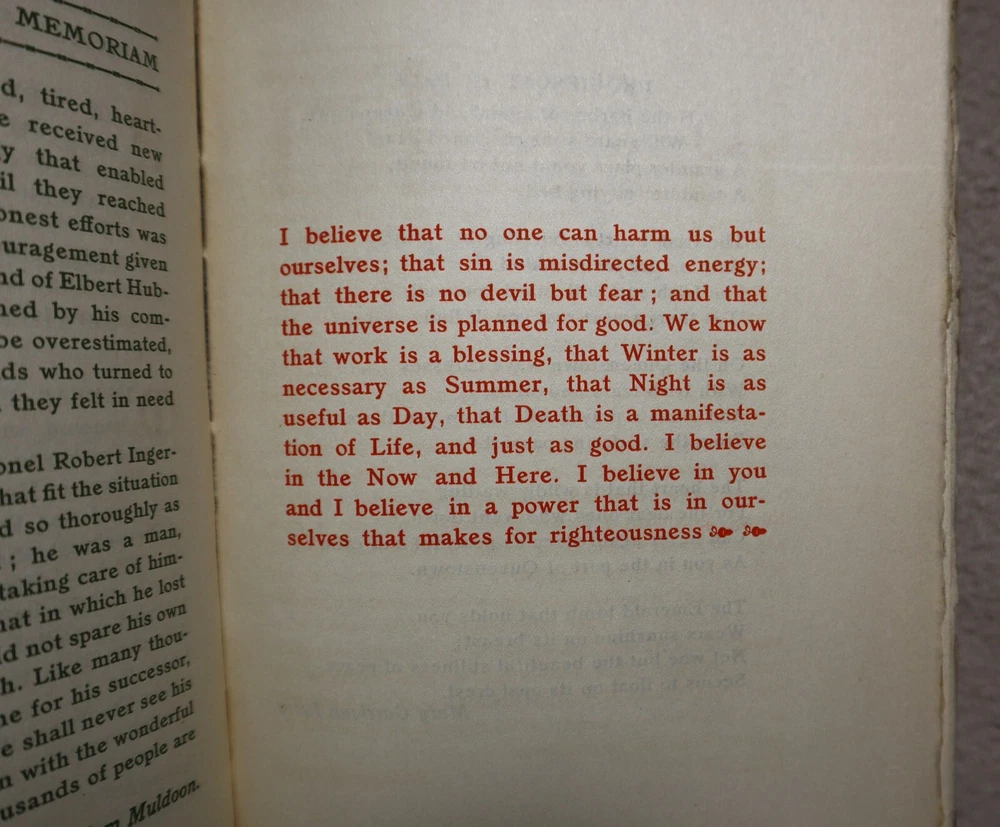 MEMORIAM
d, tired, heart-
e received new
y that enabled
il they reached
onest efforts was
uragement given
nd of Elbert Hub-
ned by his com-
be overestimated,
ds who turned to
, they felt in need
onel Robert Inger-
hat fit the situation
d so thoroughly as
; he was a man,
taking care of him-
hat in which he lost
ld not spare his own
h. Like many thou-
ne for his successor,
e shall never see his
n with the wonderful
usands of people are
Muldoon.
I believe that no one can harm us but
ourselves; that sin is misdirected energy;
that there is no devil but fear; and that
the universe is planned for good. We know
that work is a blessing, that Winter is as
necessary as Summer, that Night is as
useful as Day, that Death is a manifesta-
tion of Life, and just as good. I believe
in the Now and Here. I believe in you
and I believe in a power that is in our-
selves that makes for righteousness